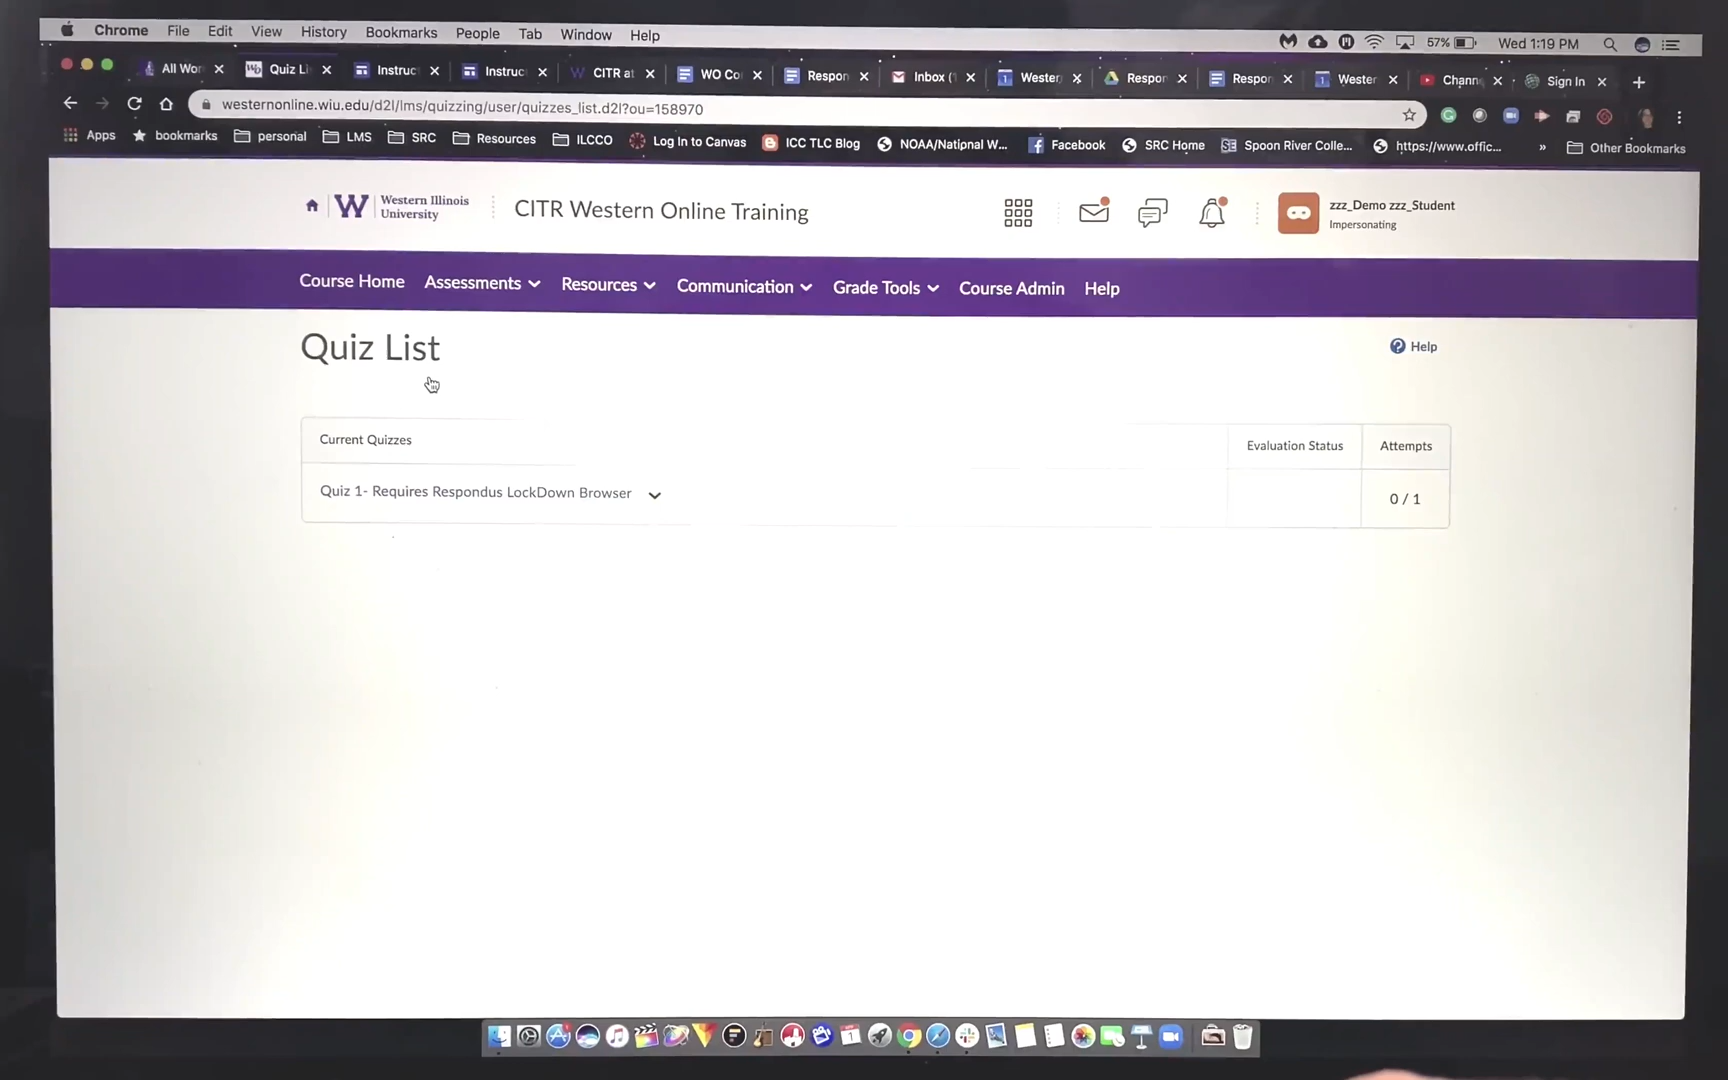 Chrome File Edit View History Bookmarks People Tab Window Help 57% Wed 1:19 PM
All Wor Quiz Li Instruc Instruc CITR at WO Co Respon Inbox ( Wester Respor Respor Wester Chann Sign In
westernonline.wiu.edu/d2l/lms/quizzing/user/quizzes_list.d2l?ou=158970
Apps bookmarks personal LMS SRC Resources ILCCO Log In to Canvas ICC TLC Blog NOAA/National W... Facebook SRC Home Spoon River Colle... https://www.offic... » Other Bookmarks
Western Illinois
University
CITR Western Online Training
zzz_Demo zzz_Student
Impersonating
Course Home Assessments Resources Communication Grade Tools Course Admin Help
Quiz List
Help
Current Quizzes Evaluation Status Attempts
Quiz 1- Requires Respondus LockDown Browser 0 / 1